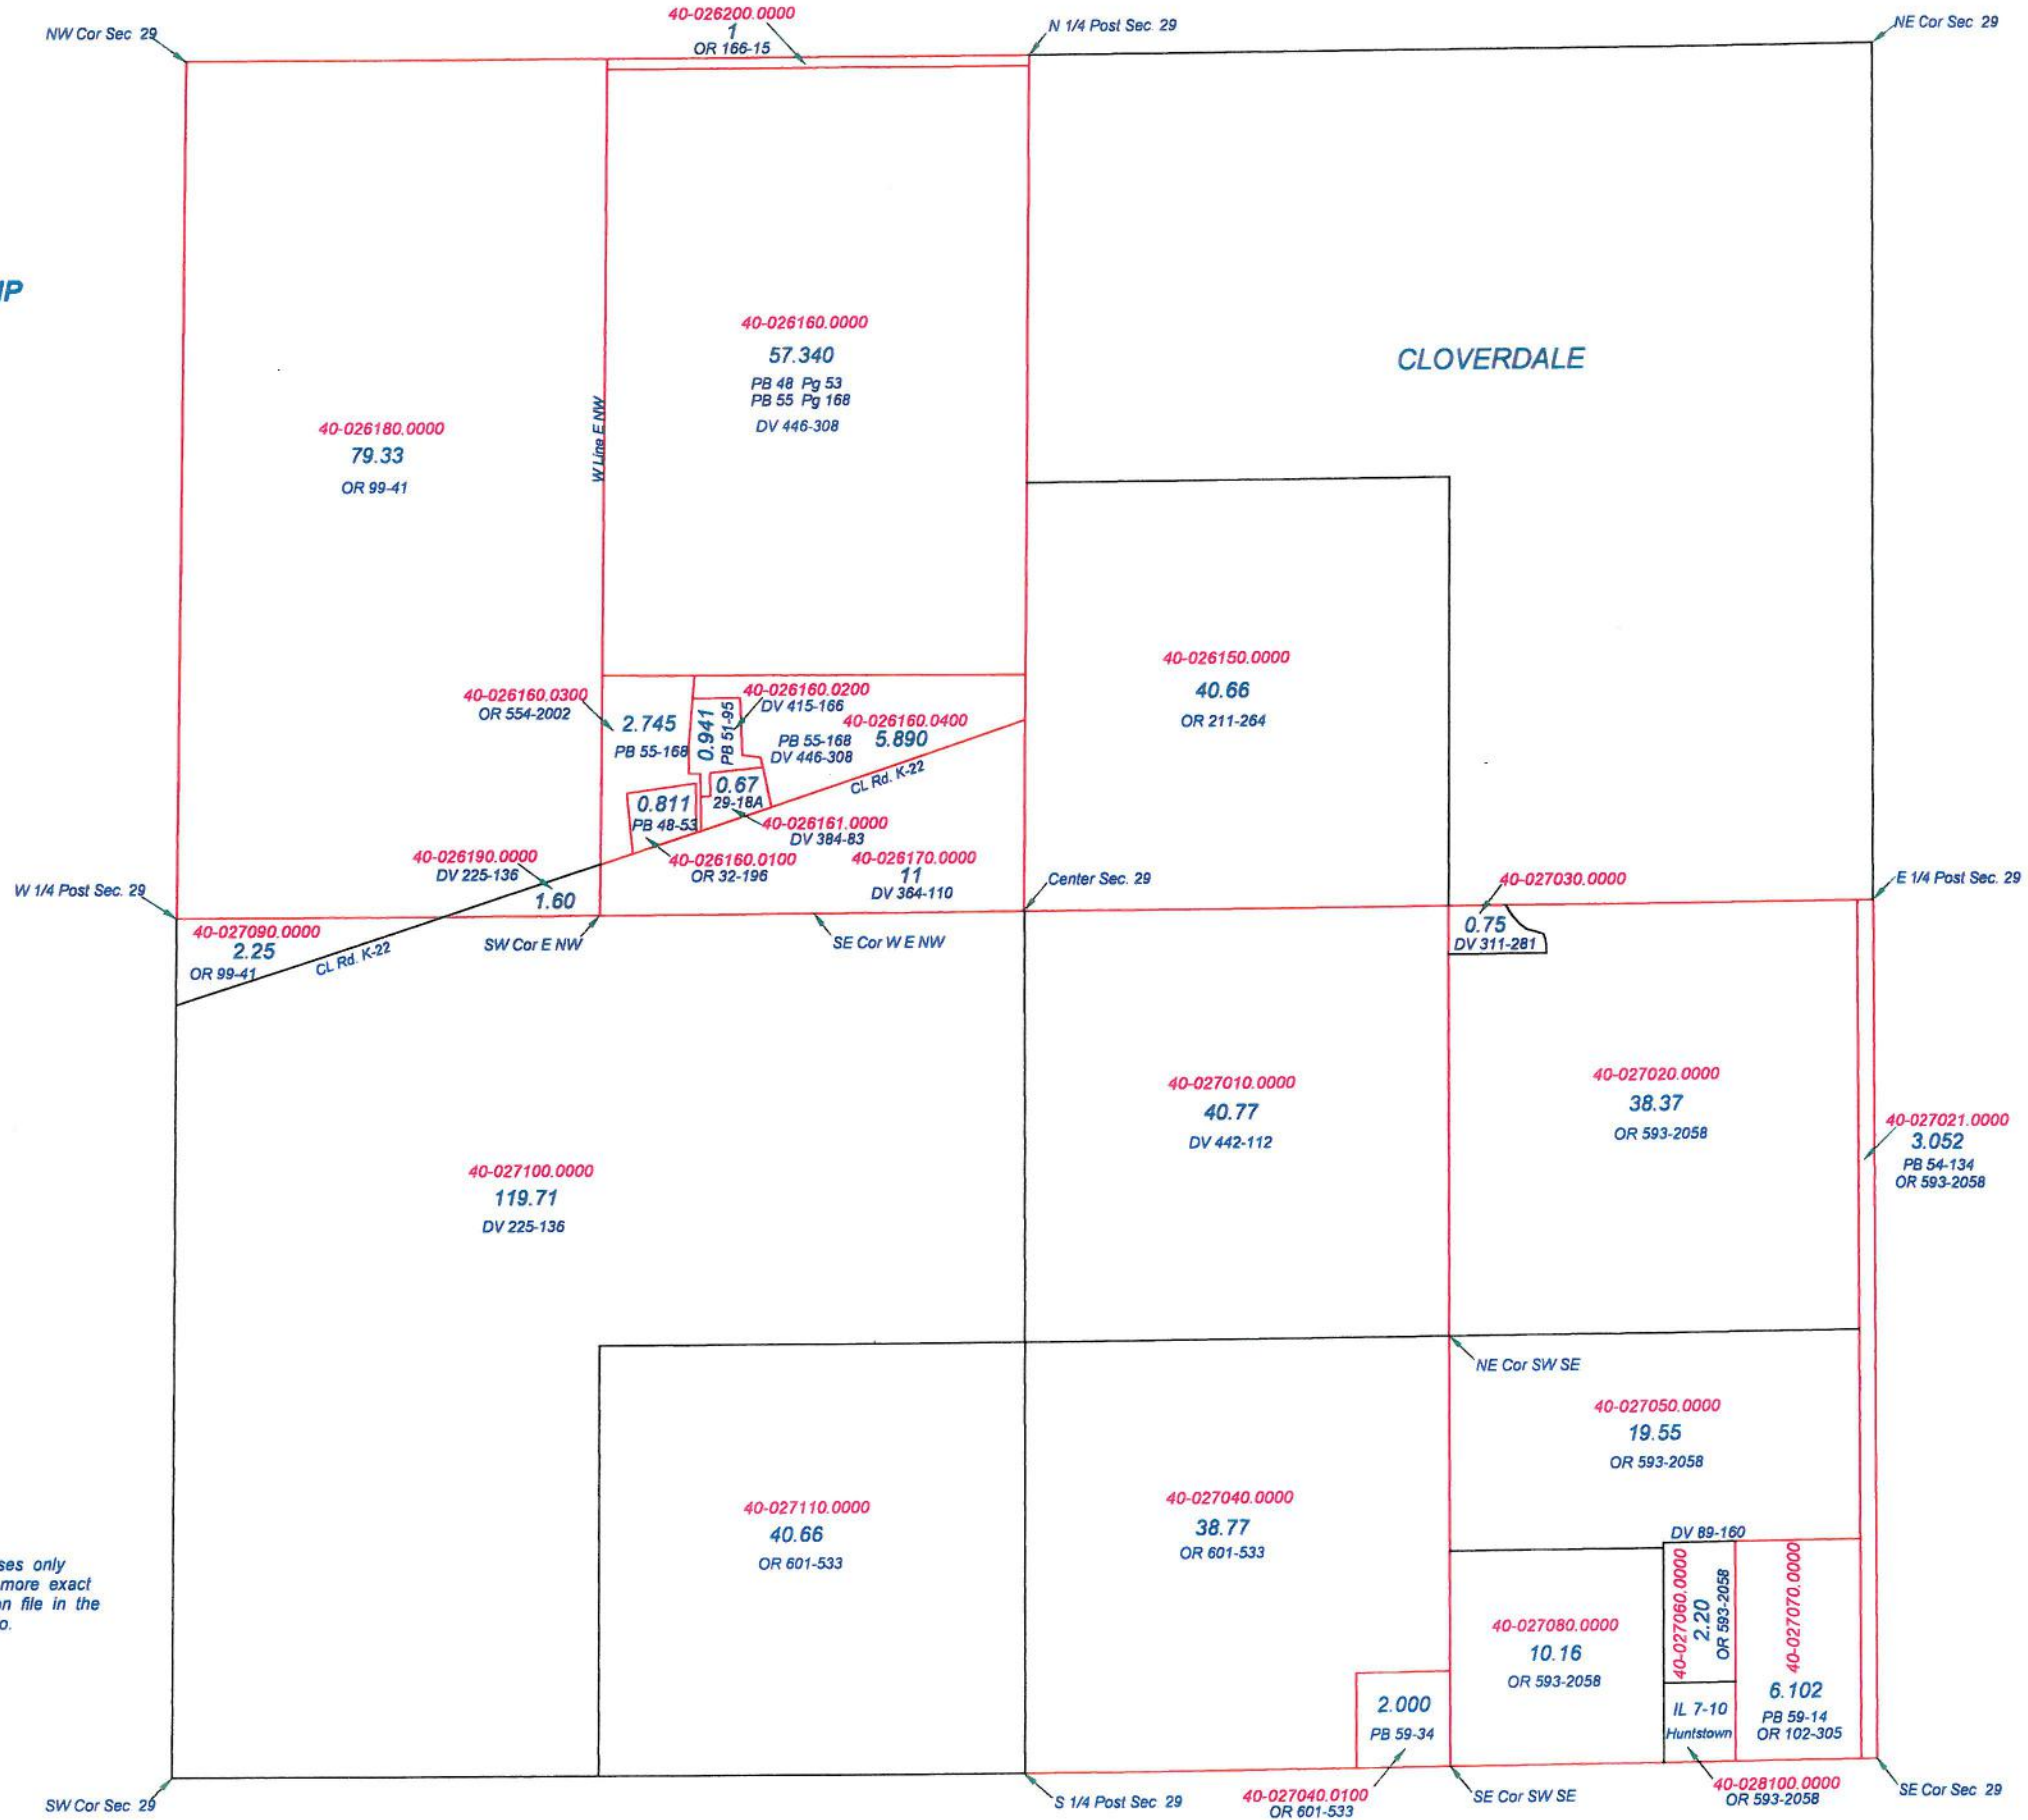 NW Cor Sec 29
40-026200.0000
1
OR 166-15
N 1/4 Post Sec. 29
NE Cor Sec 29
IP
40-026180.0000
79.33
OR 99-41
W Line E NW
40-026160.0000
57.340
PB 48 Pg 53
PB 55 Pg 168
DV 446-308
CLOVERDALE
40-026150.0000
40.66
OR 211-264
40-026160.0300
OR 554-2002
2.745
PB 55-168
0.941
PB 51-95
40-026160.0200
DV 415-166
40-026160.0400
PB 55-168
5.890
DV 446-308
CL Rd. K-22
0.811
PB 48-53
0.67
29-18A
40-026161.0000
DV 384-83
40-026160.0100
OR 32-196
40-026170.0000
11
DV 364-110
40-026190.0000
DV 225-136
1.60
W 1/4 Post Sec. 29
Center Sec. 29
40-027030.0000
E 1/4 Post Sec. 29
40-027090.0000
2.25
OR 99-41
CL Rd. K-22
SW Cor E NW
SE Cor W E NW
0.75
DV 311-281
40-027010.0000
40.77
DV 442-112
40-027020.0000
38.37
OR 593-2058
40-027021.0000
3.052
PB 54-134
OR 593-2058
40-027100.0000
119.71
DV 225-136
NE Cor SW SE
40-027050.0000
19.55
OR 593-2058
40-027110.0000
40.66
OR 601-533
40-027040.0000
38.77
OR 601-533
DV 89-160
40-027060.0000
2.20
OR 593-2058
40-027070.0000
6.102
PB 59-14
OR 102-305
40-027080.0000
10.16
OR 593-2058
IL 7-10
Huntstown
2.000
PB 59-34
ses only
more exact
n file in the
o.
SW Cor Sec 29
S 1/4 Post Sec 29
40-027040.0100
OR 601-533
SE Cor SW SE
40-028100.0000
OR 593-2058
SE Cor Sec 29